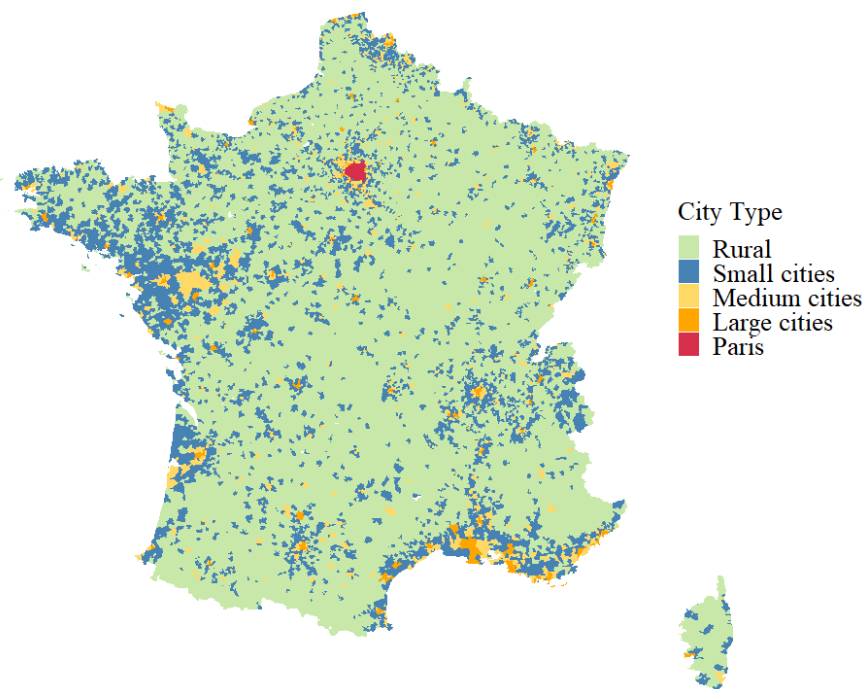 City Type
Rural
Small cities
Medium cities
Large cities
Paris